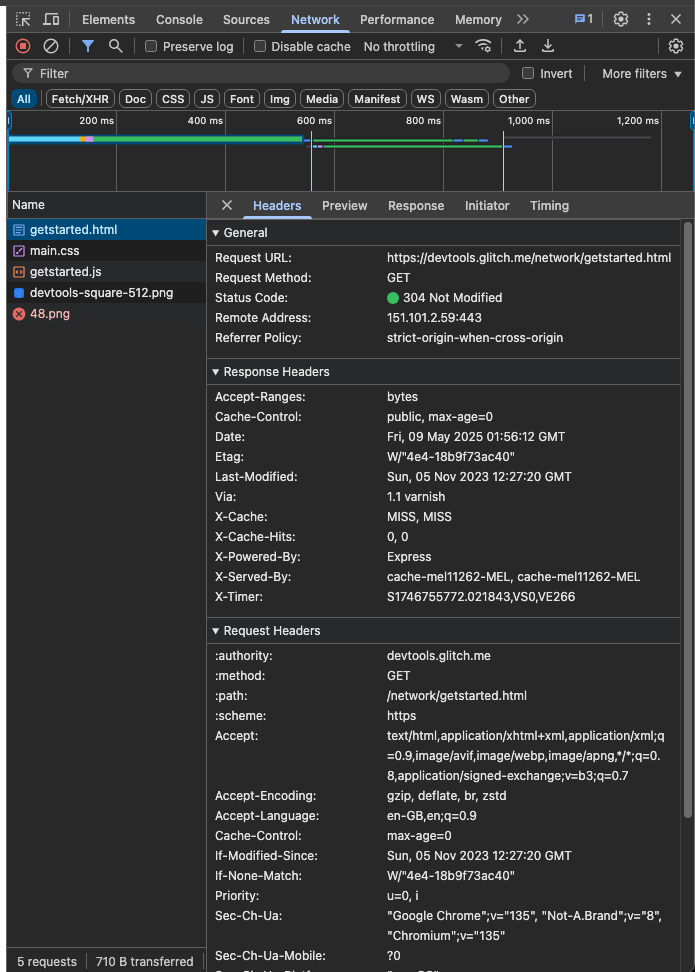 Elements Console Sources Network Performance Memory 1
Preserve log Disable cache No throttling
Filter Invert More filters
All Fetch/XHR Doc CSS JS Font Img Media Manifest WS Wasm Other
200 ms 400 ms 600 ms 800 ms 1,000 ms 1,200 ms
Name
getstarted.html
main.css
getstarted.js
devtools-square-512.png
48.png
Headers Preview Response Initiator Timing
General
Request URL: https://devtools.glitch.me/network/getstarted.html
Request Method: GET
Status Code: 304 Not Modified
Remote Address: 151.101.2.59:443
Referrer Policy: strict-origin-when-cross-origin
Response Headers
Accept-Ranges: bytes
Cache-Control: public, max-age=0
Date: Fri, 09 May 2025 01:56:12 GMT
Etag: W/"4e4-18b9f73ac40"
Last-Modified: Sun, 05 Nov 2023 12:27:20 GMT
Via: 1.1 varnish
X-Cache: MISS, MISS
X-Cache-Hits: 0, 0
X-Powered-By: Express
X-Served-By: cache-mel11262-MEL, cache-mel11262-MEL
X-Timer: S1746755772.021843,VS0,VE266
Request Headers
:authority: devtools.glitch.me
:method: GET
:path: /network/getstarted.html
:scheme: https
Accept: text/html,application/xhtml+xml,application/xml;q
=0.9,image/avif,image/webp,image/apng,*/*;q=0.
8,application/signed-exchange;v=b3;q=0.7
Accept-Encoding: gzip, deflate, br, zstd
Accept-Language: en-GB,en;q=0.9
Cache-Control: max-age=0
If-Modified-Since: Sun, 05 Nov 2023 12:27:20 GMT
If-None-Match: W/"4e4-18b9f73ac40"
Priority: u=0, i
Sec-Ch-Ua: "Google Chrome";v="135", "Not-A.Brand";v="8",
"Chromium";v="135"
Sec-Ch-Ua-Mobile: ?0
5 requests 710 B transferred